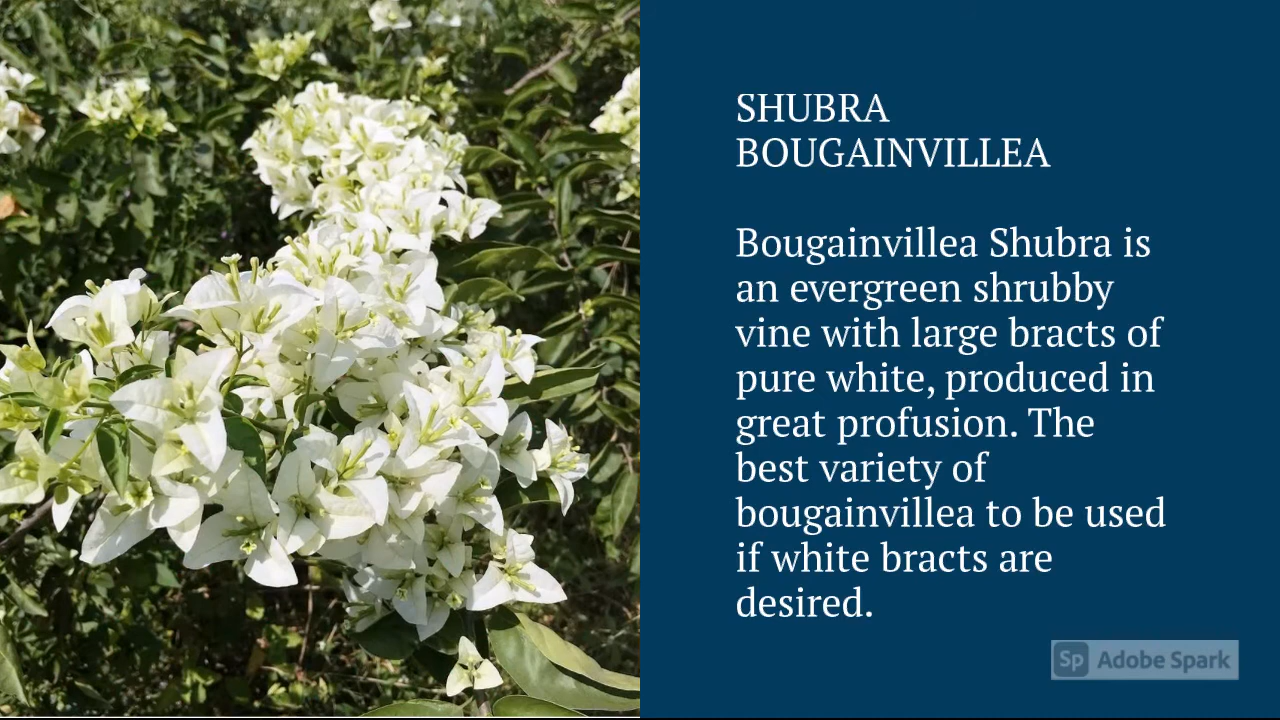 SHUBRA
BOUGAINVILLEA
Bougainvillea Shubra is
an evergreen shrubby
vine with large bracts of
pure white, produced in
great profusion. The
best variety of
bougainvillea to be used
if white bracts are
desired.
Sp Adobe Spark